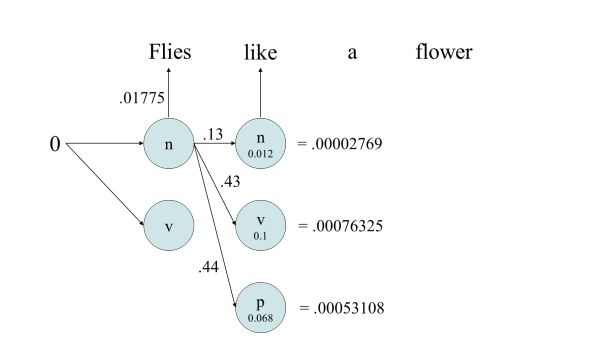 Flies like a flower
.01775
0 n .13 n 0.012 = .00002769
.43
v v 0.1 = .00076325
.44
p 0.068 = .00053108